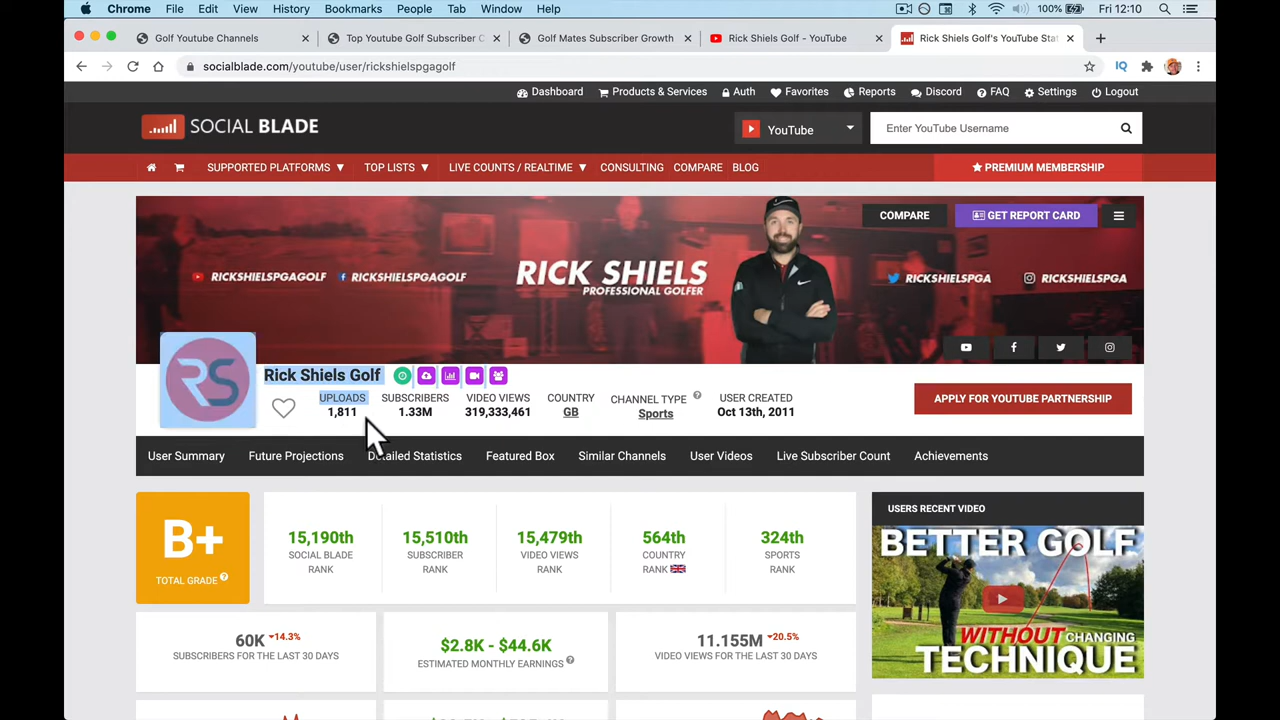 Chrome File Edit View History Bookmarks People Tab Window Help 100% Fri 12:10
Golf Youtube Channels Top Youtube Golf Subscriber C Golf Mates Subscriber Growth Rick Shiels Golf - YouTube Rick Shiels Golf's YouTube Stat
socialblade.com/youtube/user/rickshielspgagolf IQ
Dashboard Products & Services Auth Favorites Reports Discord FAQ Settings Logout
SOCIAL BLADE YouTube Enter YouTube Username
SUPPORTED PLATFORMS TOP LISTS LIVE COUNTS / REALTIME CONSULTING COMPARE BLOG PREMIUM MEMBERSHIP
COMPARE GET REPORT CARD
RICKSHIELSPGAGOLF RICKSHIELSPGAGOLF RICK SHIELS RICKSHIELSPGA RICKSHIELSPGA
PROFESSIONAL GOLFER
RS
Rick Shiels Golf
UPLOADS SUBSCRIBERS VIDEO VIEWS COUNTRY CHANNEL TYPE USER CREATED
1,811 1.33M 319,333,461 GB Sports Oct 13th, 2011
APPLY FOR YOUTUBE PARTNERSHIP
User Summary Future Projections Detailed Statistics Featured Box Similar Channels User Videos Live Subscriber Count Achievements
B+
TOTAL GRADE
15,190th 15,510th 15,479th 564th 324th
SOCIAL BLADE SUBSCRIBER VIDEO VIEWS COUNTRY SPORTS
RANK RANK RANK RANK RANK
USERS RECENT VIDEO
BETTER GOLF
WITHOUT CHANGING
TECHNIQUE
60K 14.3%
SUBSCRIBERS FOR THE LAST 30 DAYS
$2.8K - $44.6K
ESTIMATED MONTHLY EARNINGS
11.155M 20.5%
VIDEO VIEWS FOR THE LAST 30 DAYS